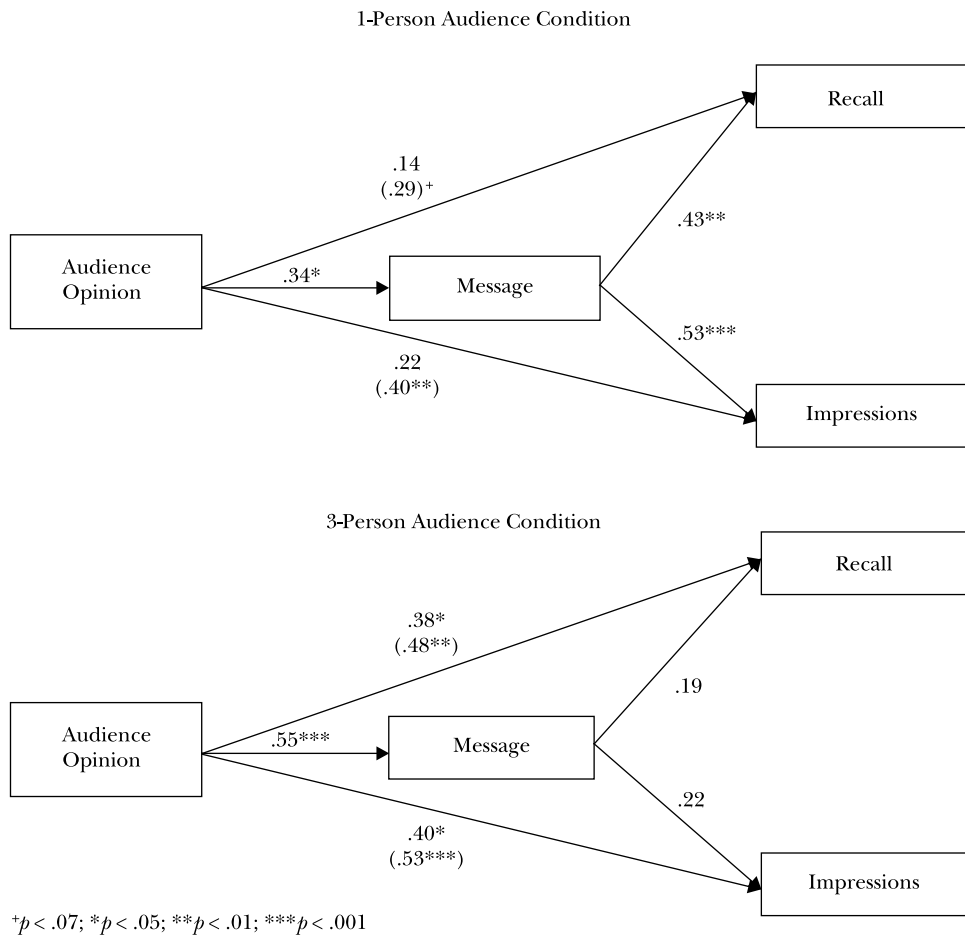 1-Person Audience Condition
Recall
.14
(.29)⁺
.43**
Audience
Opinion
.34*
Message
.53***
.22
(.40**)
Impressions
3-Person Audience Condition
Recall
.38*
(.48**)
.19
Audience
Opinion
.55***
Message
.22
.40*
(.53***)
Impressions
⁺p < .07; *p < .05; **p < .01; ***p < .001